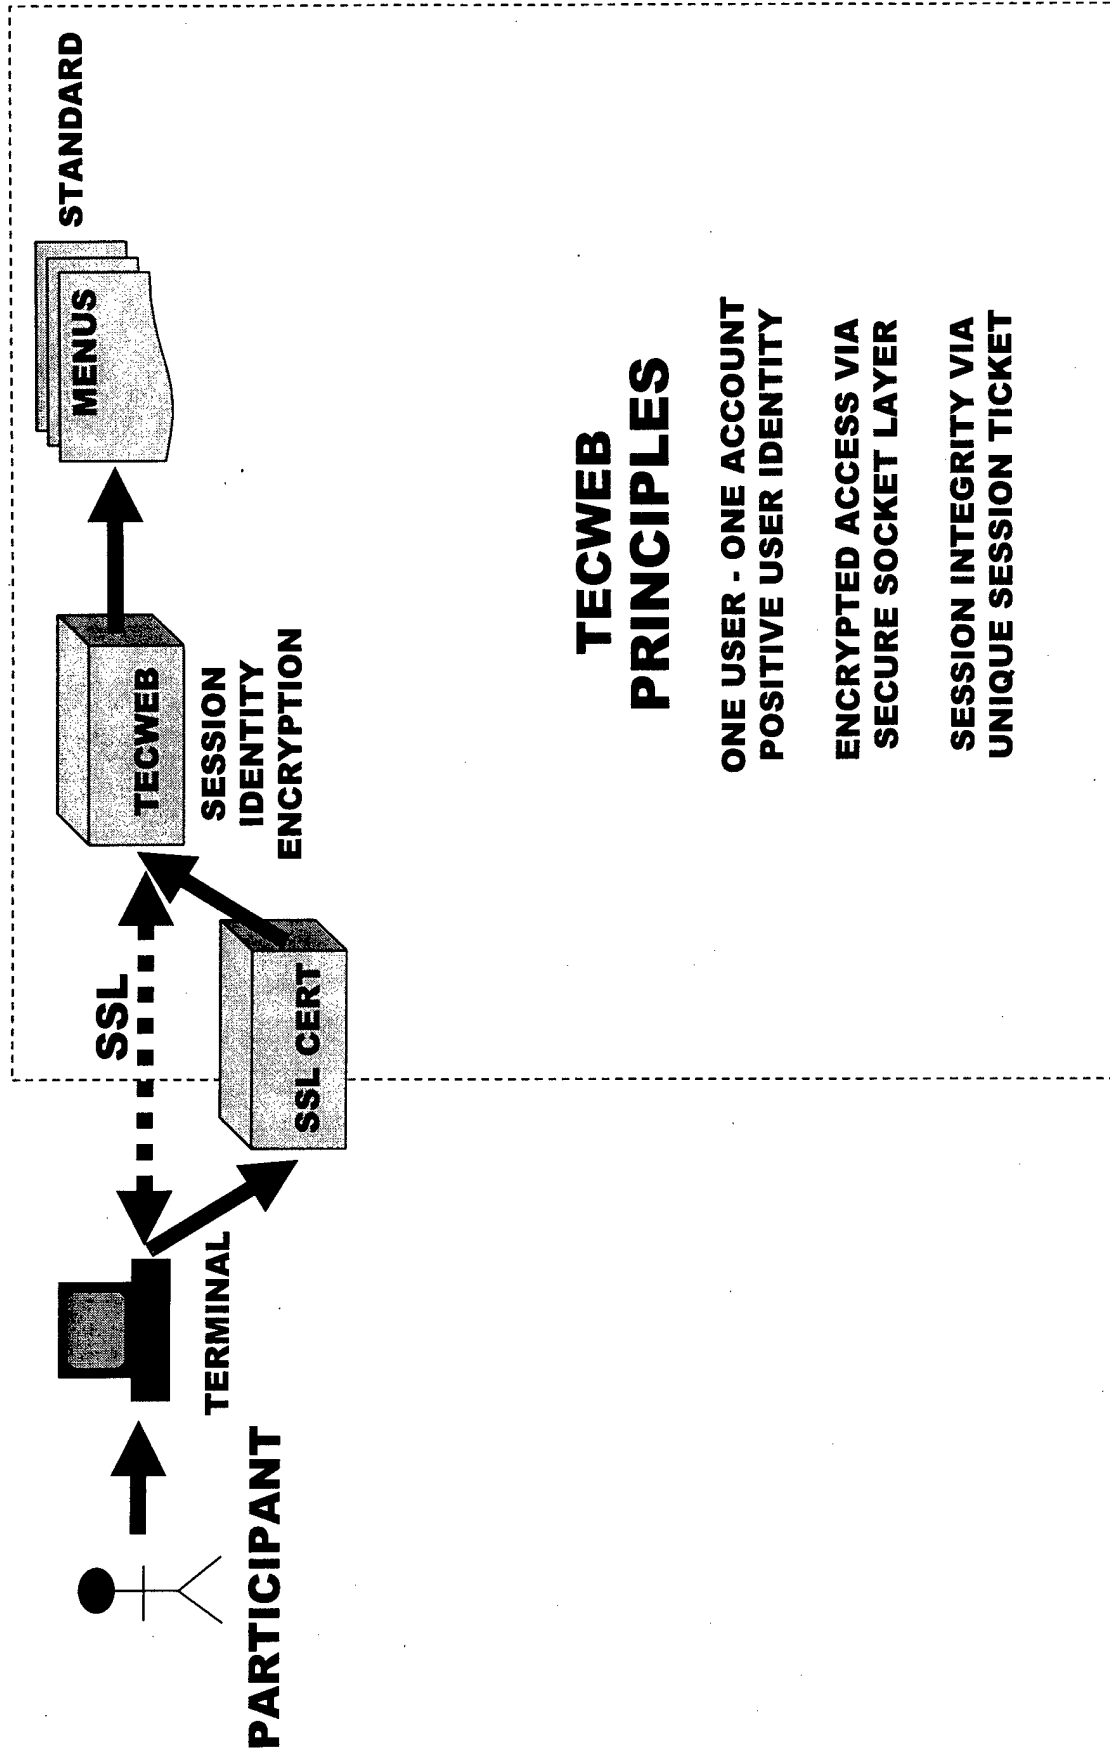 STANDARD
MENUS
TECWEB
SESSION
IDENTITY
ENCRYPTION
SSL
SSL CERT
TERMINAL
PARTICIPANT
TECWEB
PRINCIPLES
ONE USER - ONE ACCOUNT
POSITIVE USER IDENTITY
ENCRYPTED ACCESS VIA
SECURE SOCKET LAYER
SESSION INTEGRITY VIA
UNIQUE SESSION TICKET